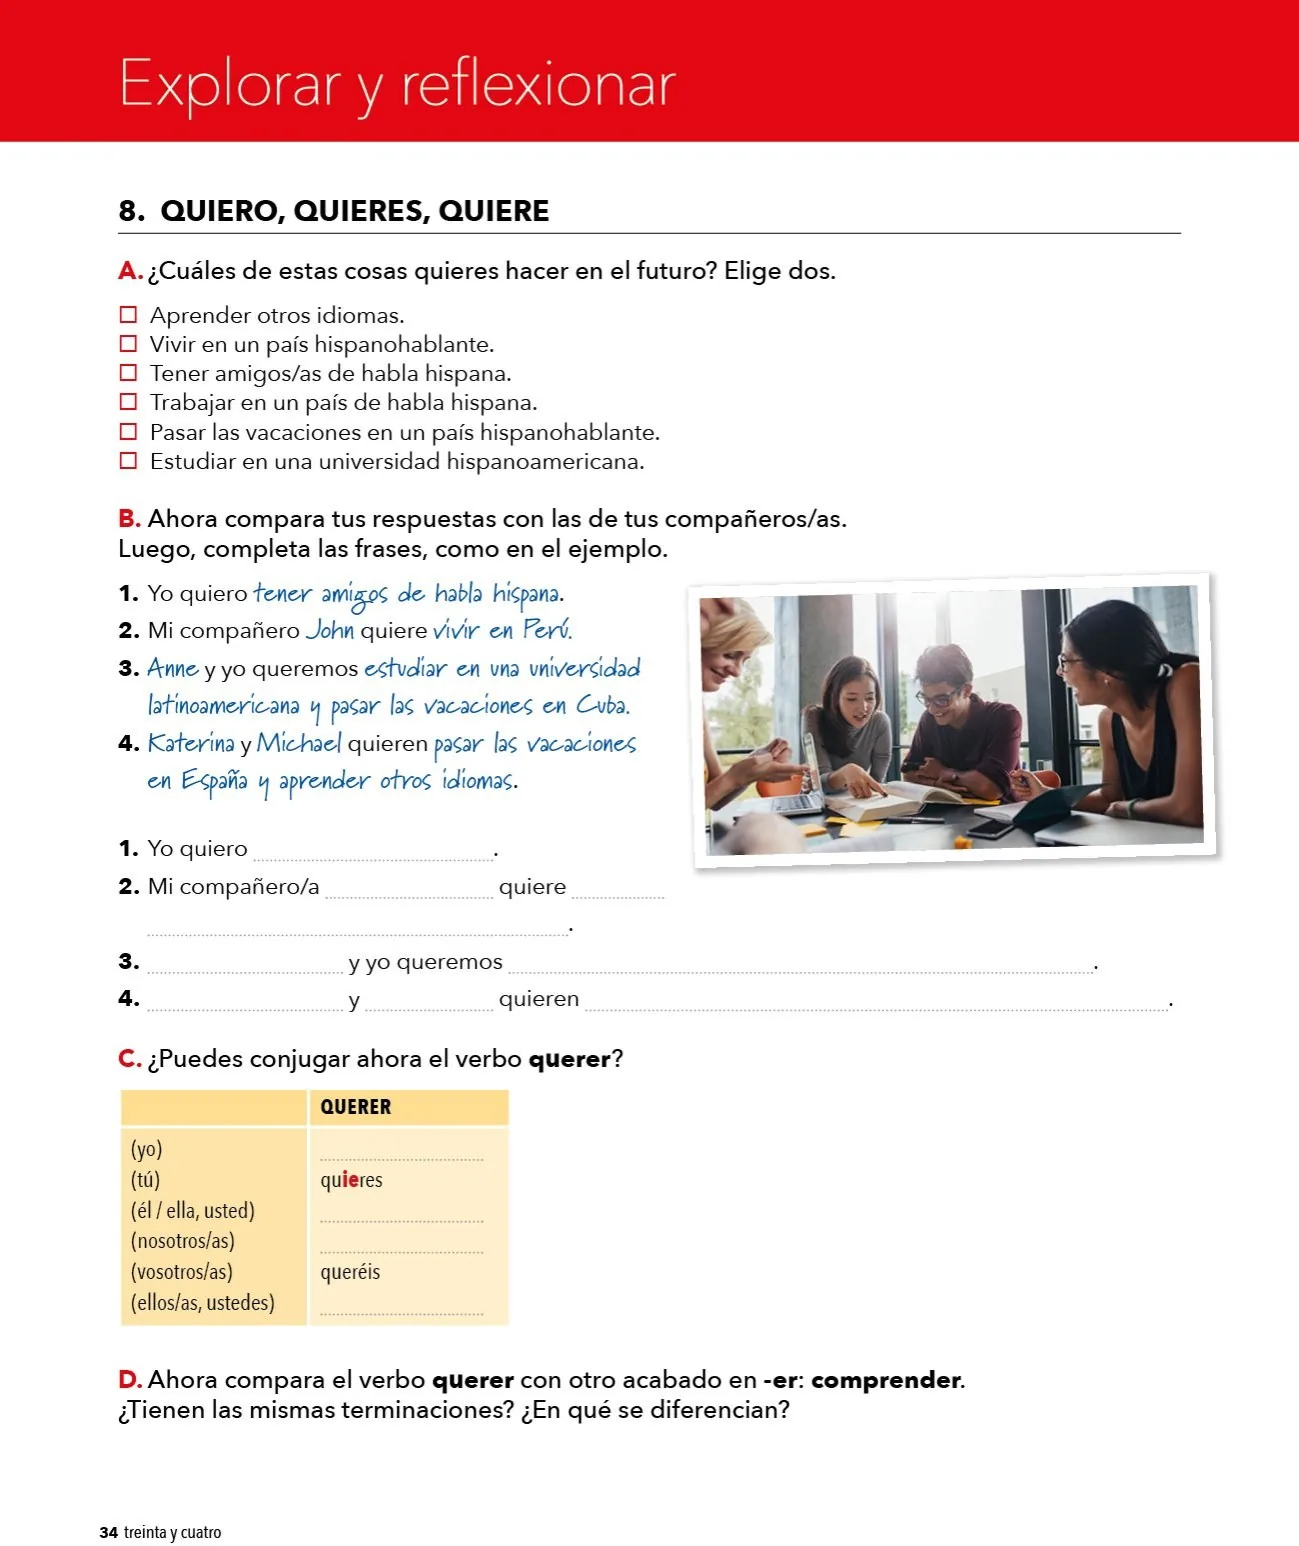 Explorar y reflexionar
8. QUIERO, QUIERES, QUIERE
A. ¿Cuáles de estas cosas quieres hacer en el futuro? Elige dos.
Aprender otros idiomas.
Vivir en un país hispanohablante.
Tener amigos/as de habla hispana.
Trabajar en un país de habla hispana.
Pasar las vacaciones en un país hispanohablante.
Estudiar en una universidad hispanoamericana.
B. Ahora compara tus respuestas con las de tus compañeros/as.
Luego, completa las frases, como en el ejemplo.
1. Yo quiero tener amigos de habla hispana.
2. Mi compañero John quiere vivir en Perú.
3. Anne y yo queremos estudiar en una universidad
latinoamericana y pasar las vacaciones en Cuba.
4. Katerina y Michael quieren pasar las vacaciones
en España y aprender otros idiomas.
1. Yo quiero .
2. Mi compañero/a quiere
.
3. y yo queremos .
4. y quieren .
C. ¿Puedes conjugar ahora el verbo querer?
QUERER
(yo)
(tú) quieres
(él / ella, usted)
(nosotros/as)
(vosotros/as) queréis
(ellos/as, ustedes)
D. Ahora compara el verbo querer con otro acabado en -er: comprender.
¿Tienen las mismas terminaciones? ¿En qué se diferencian?
34 treinta y cuatro